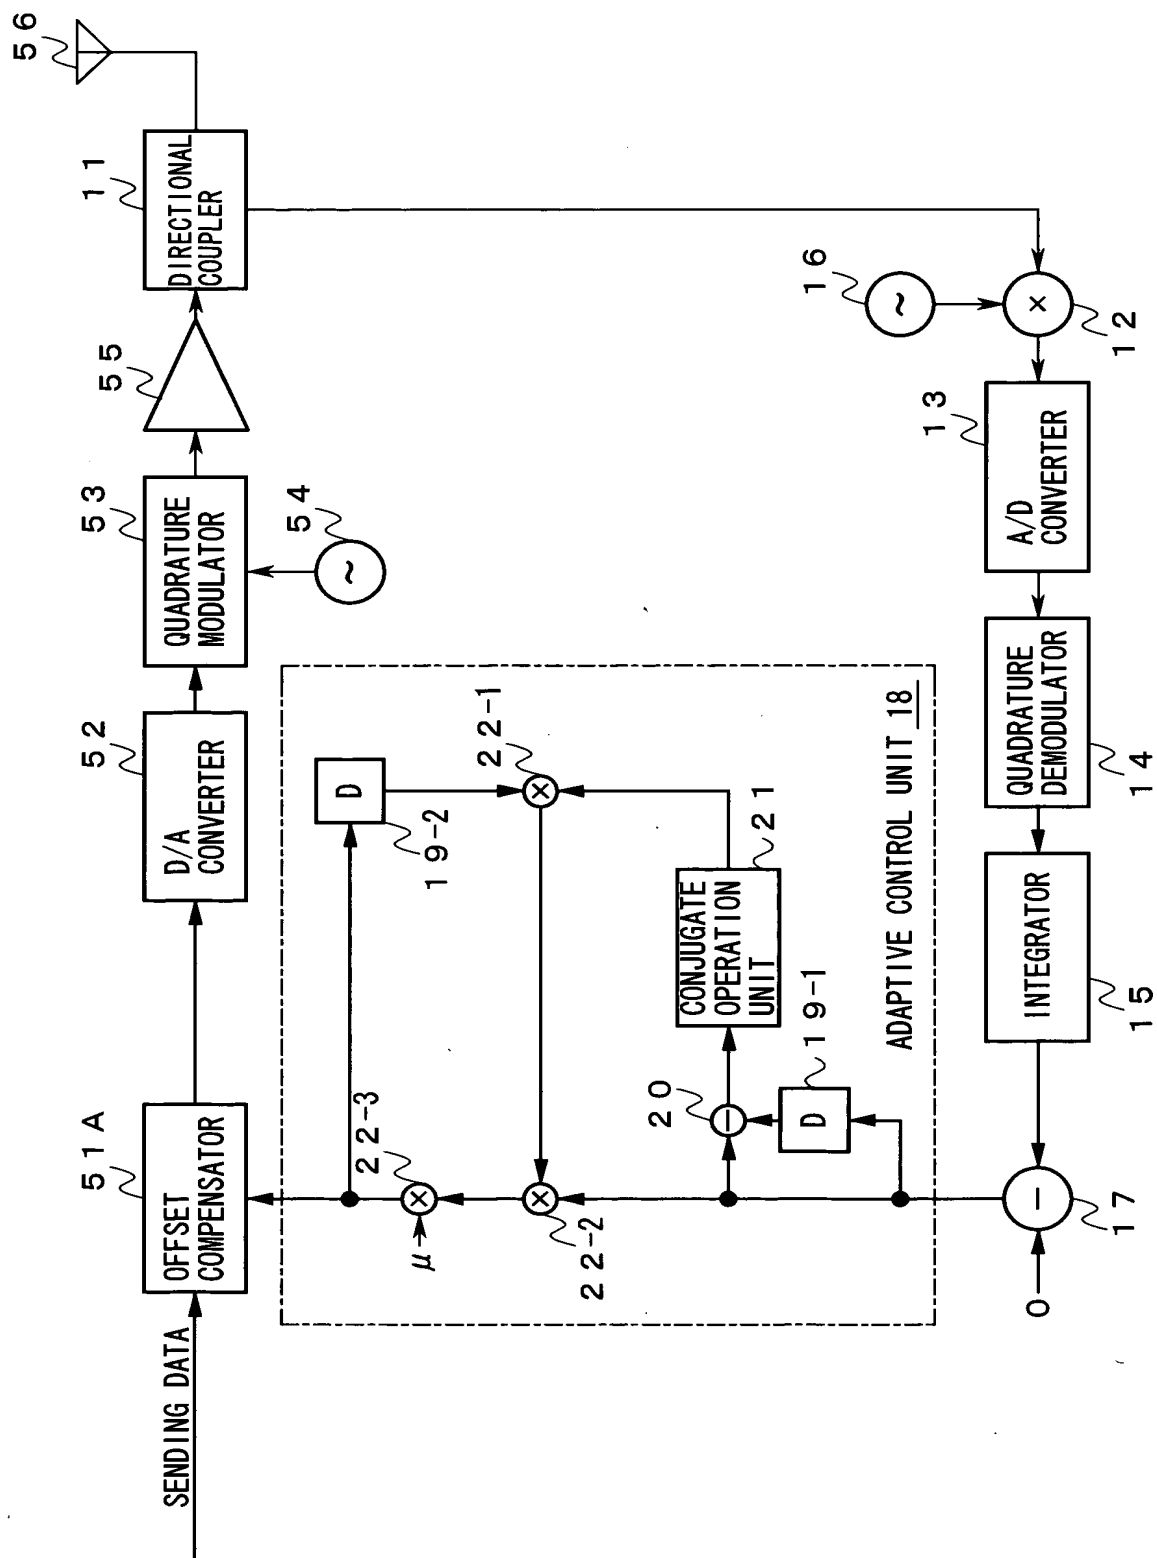 SENDING DATA
51A
OFFSET
COMPENSATOR
52
D/A
CONVERTER
53
QUADRATURE
MODULATOR
54
~
55
11
DIRECTIONAL
COUPLER
56
22-3
μ
×
D
19-2
22-1
×
22-2
×
20
−
CONJUGATE
OPERATION
UNIT
21
D
19-1
ADAPTIVE CONTROL UNIT 18
0
−
17
INTEGRATOR
15
QUADRATURE
DEMODULATOR
14
A/D
CONVERTER
13
16
~
×
12